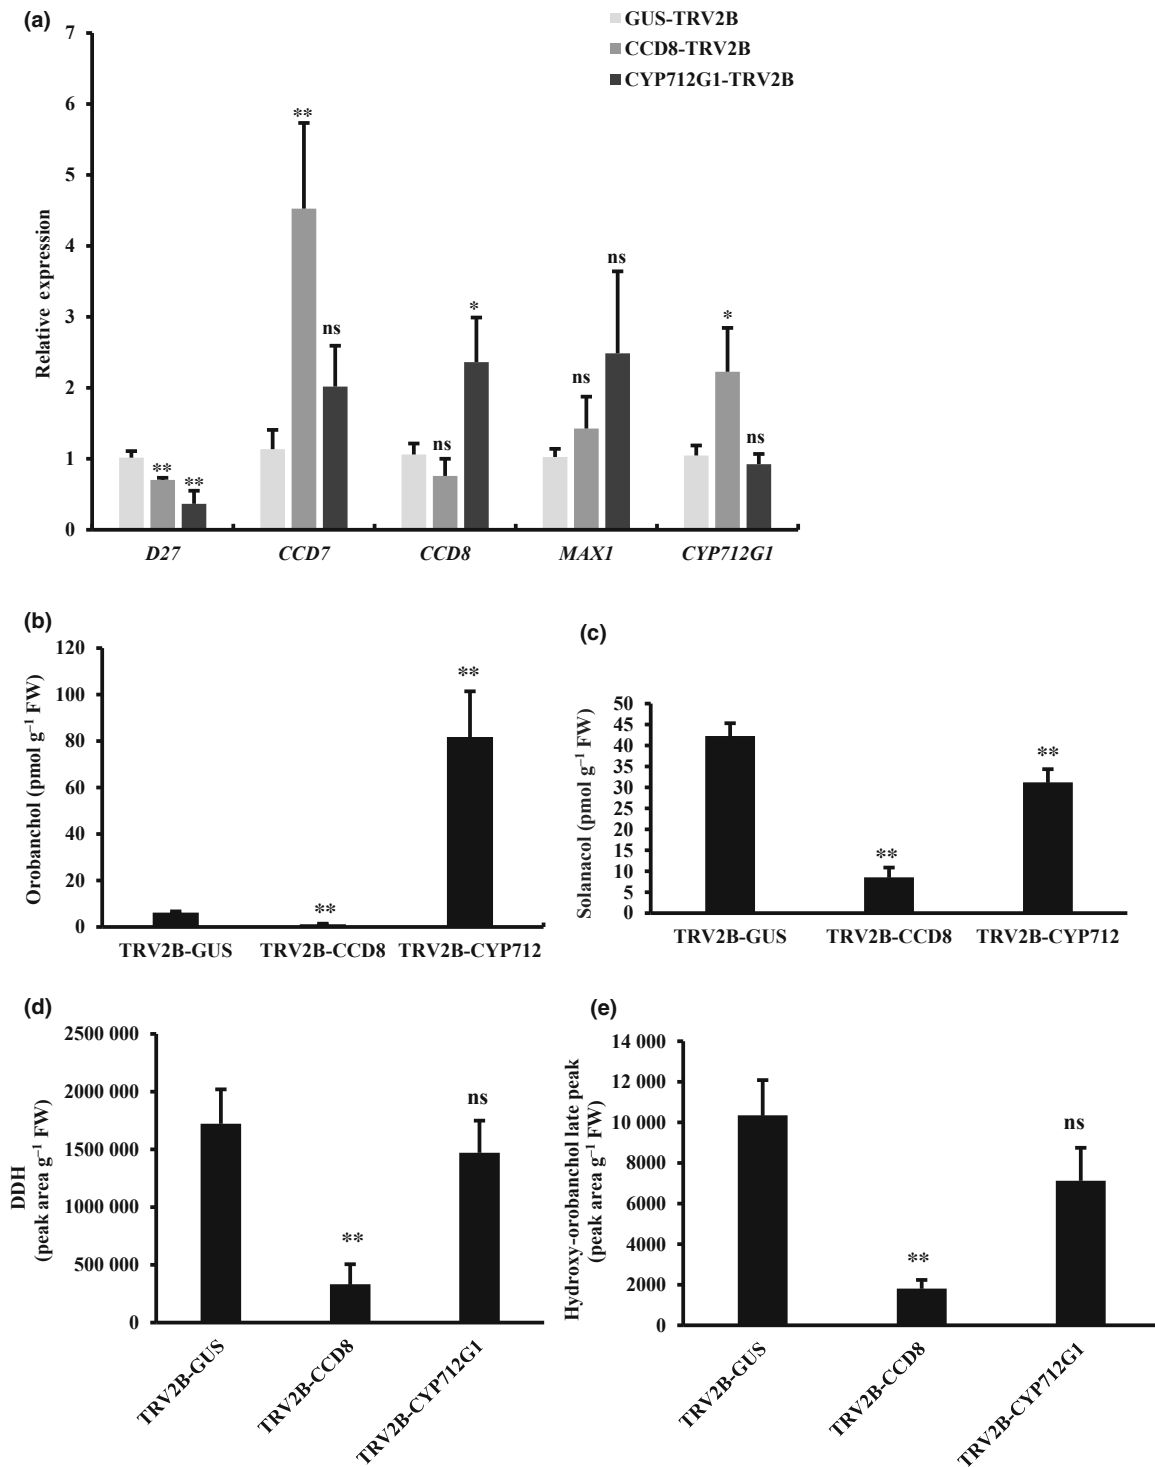 (a)
GUS-TRV2B
CCD8-TRV2B
CYP712G1-TRV2B
Relative expression
7
6
5
4
3
2
1
0
** ** ** ns ns * ns ns * ns
D27 CCD7 CCD8 MAX1 CYP712G1
(b)
Orobanchol (pmol g⁻¹ FW)
120
100
80
60
40
20
0
** **
TRV2B-GUS TRV2B-CCD8 TRV2B-CYP712
(c)
Solanacol (pmol g⁻¹ FW)
50
45
40
35
30
25
20
15
10
5
0
** **
TRV2B-GUS TRV2B-CCD8 TRV2B-CYP712
(d)
DDH
(peak area g⁻¹ FW)
2500 000
2000 000
1500 000
1000 000
500 000
0
** ns
TRV2B-GUS
TRV2B-CCD8
TRV2B-CYP712G1
(e)
Hydroxy-orobanchol late peak
(peak area g⁻¹ FW)
14 000
12 000
10 000
8000
6000
4000
2000
0
** ns
TRV2B-GUS
TRV2B-CCD8
TRV2B-CYP712G1